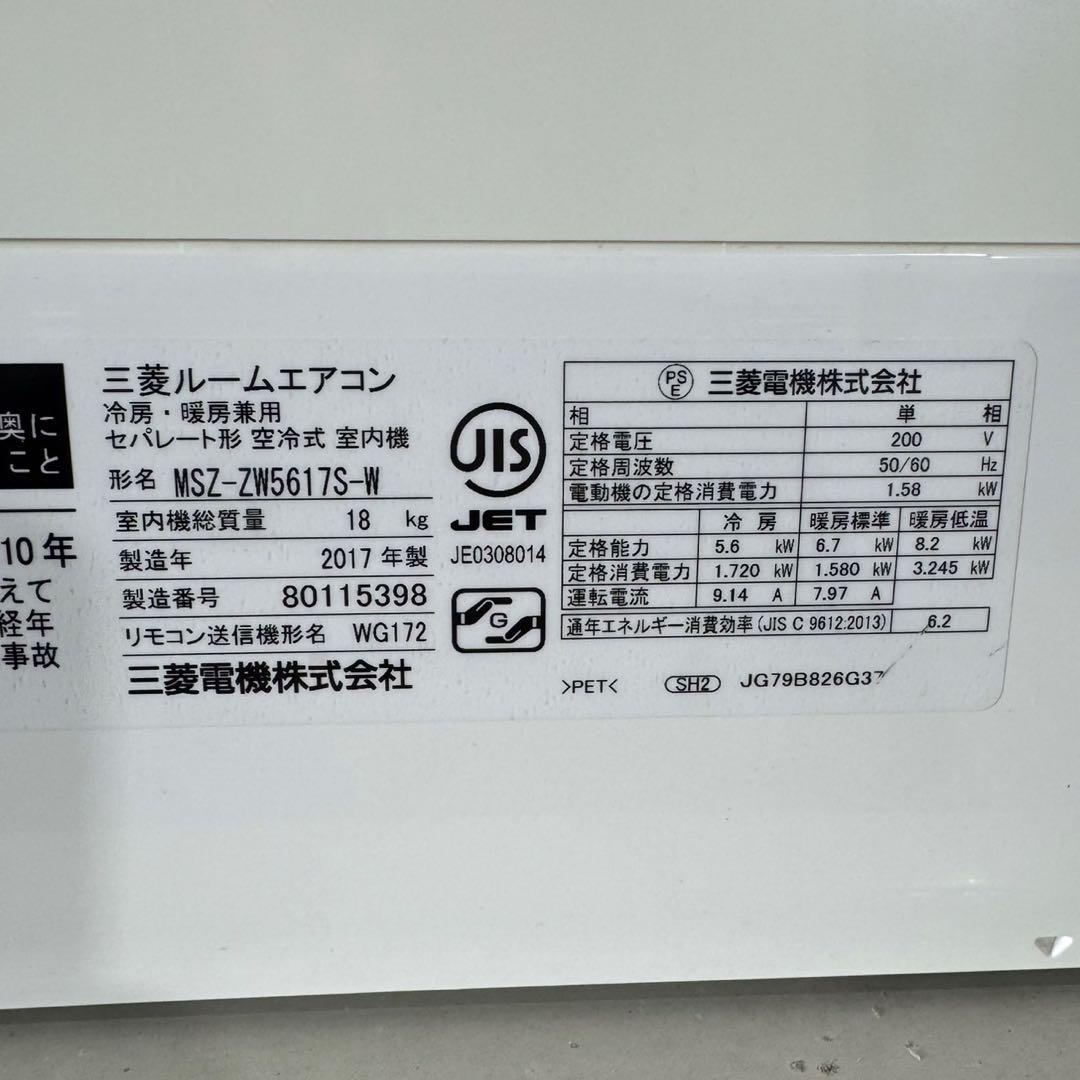 奥に
こと
10年
えて
経年
事故
三菱ルームエアコン
冷房・暖房兼用
セパレート形 空冷式 室内機
形名 MSZ-ZW5617S-W
室内機総質量 18 kg
製造年 2017年製
製造番号 80115398
リモコン送信機形名 WG172
三菱電機株式会社
JIS
JET
JE0308014
G
PSE 三菱電機株式会社
相 単 相
定格電圧 200 V
定格周波数 50/60 Hz
電動機の定格消費電力 1.58 kW
冷房 暖房標準 暖房低温
定格能力 5.6 kW 6.7 kW 8.2 kW
定格消費電力 1.720 kW 1.580 kW 3.245 kW
運転電流 9.14 A 7.97 A
通年エネルギー消費効率(JIS C 9612:2013) 6.2
>PET< SH2 JG79B826G37